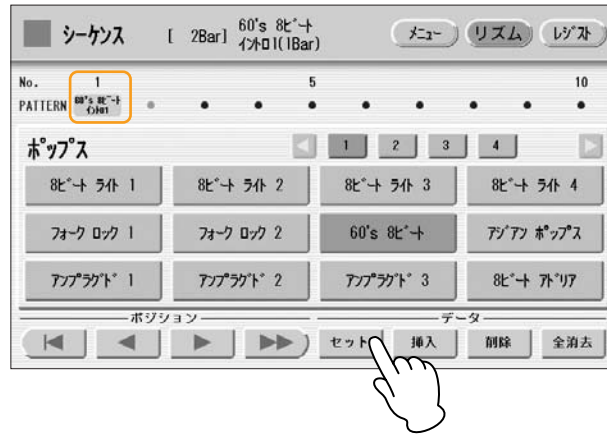 シーケンス [ 2Bar] 60's 8ビート メニュー リズム レジスト
イントロ1(1Bar)
No. 1 5 10
PATTERN 60's 8ビート
イントロ1
ポップス 1 2 3 4
8ビート ライト 1 8ビート ライト 2 8ビート ライト 3 8ビート ライト 4
フォーク ロック 1 フォーク ロック 2 60's 8ビート アジアン ポップス
アンプラグド 1 アンプラグド 2 アンプラグド 3 8ビート アドリア
ポジション データ
セット 挿入 削除 全消去